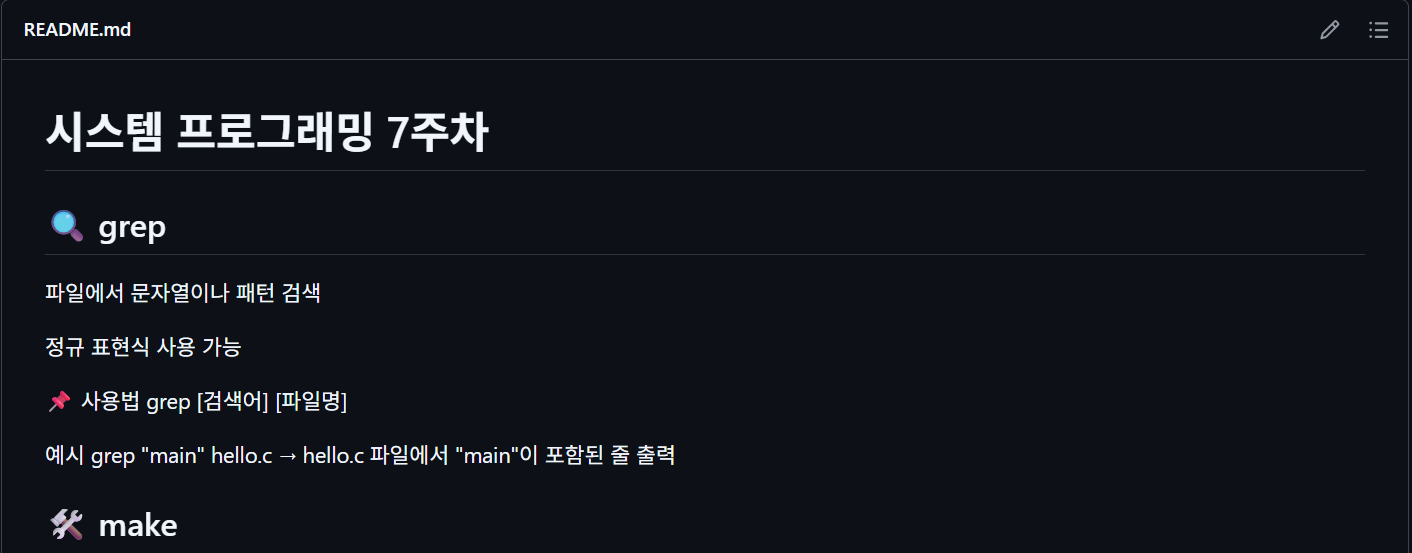 README.md
시스템 프로그래밍 7주차
🔍 grep
파일에서 문자열이나 패턴 검색
정규 표현식 사용 가능
📌 사용법 grep [검색어] [파일명]
예시 grep "main" hello.c → hello.c 파일에서 "main"이 포함된 줄 출력
🛠 make